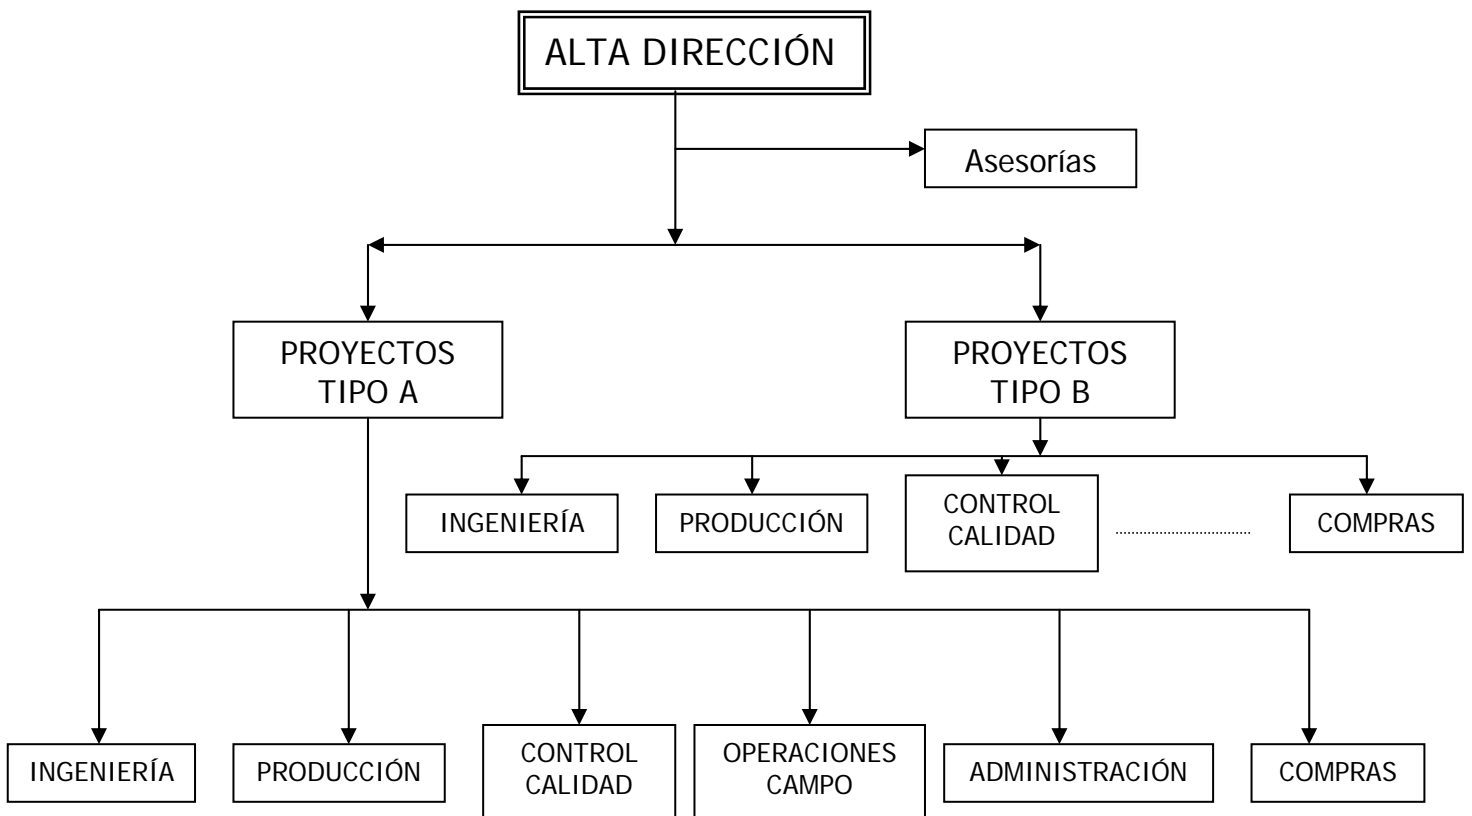 ALTA DIRECCIÓN
Asesorías
PROYECTOS
TIPO A
PROYECTOS
TIPO B
INGENIERÍA
PRODUCCIÓN
CONTROL
CALIDAD
COMPRAS
INGENIERÍA
PRODUCCIÓN
CONTROL
CALIDAD
OPERACIONES
CAMPO
ADMINISTRACIÓN
COMPRAS